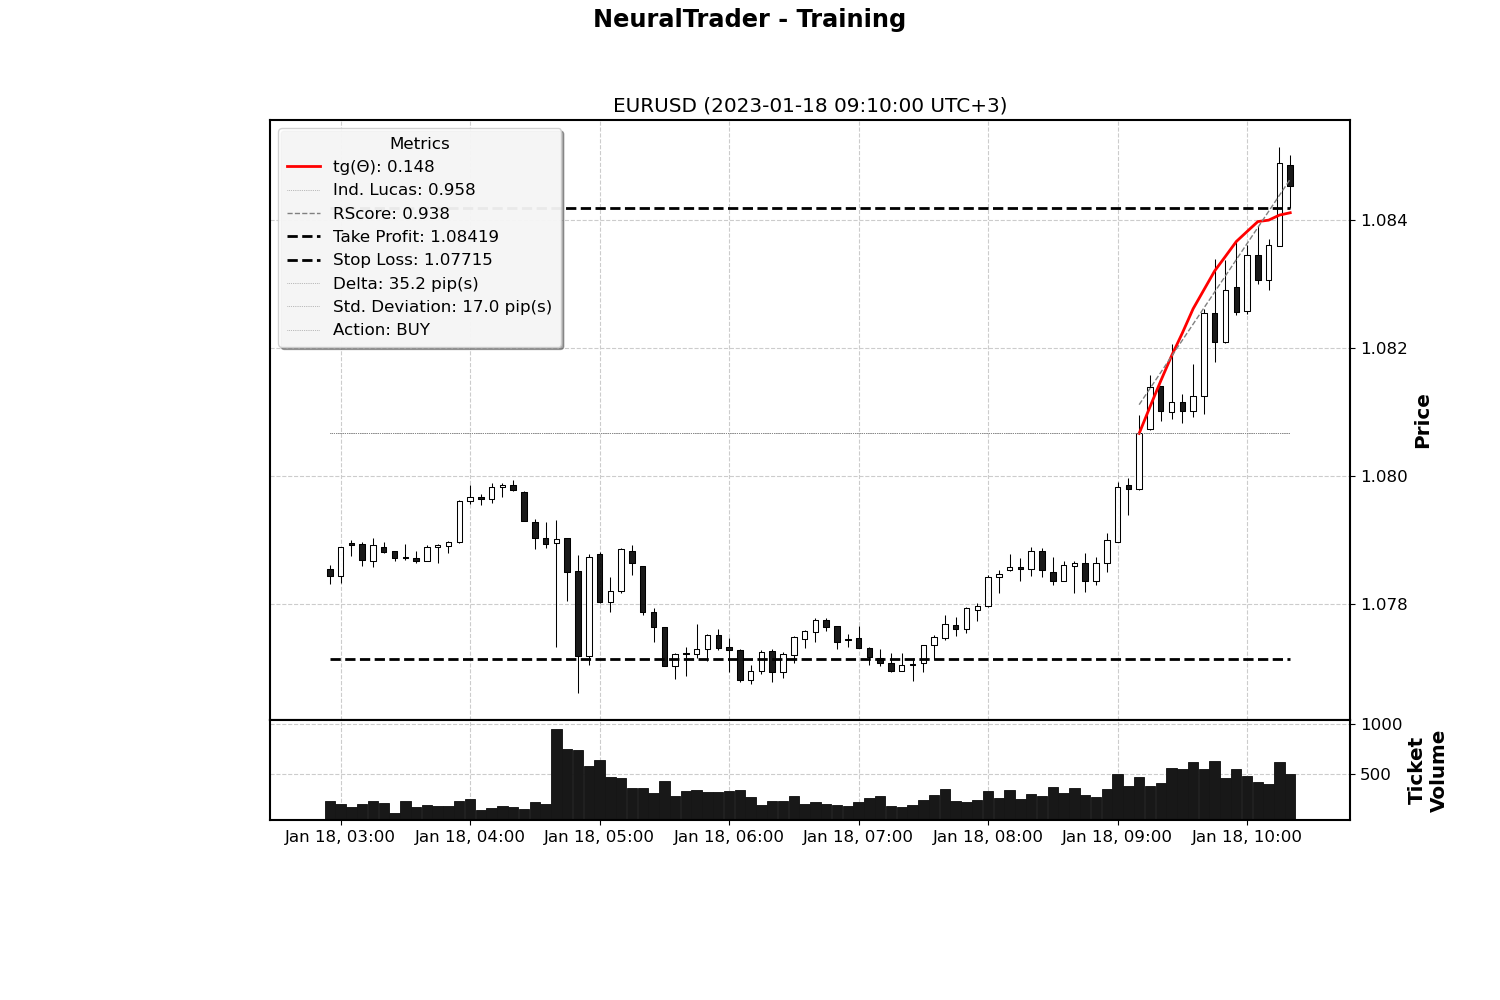 NeuralTrader - Training
EURUSD (2023-01-18 09:10:00 UTC+3)
Metrics
tg(Θ): 0.148
Ind. Lucas: 0.958
RScore: 0.938
Take Profit: 1.08419
Stop Loss: 1.07715
Delta: 35.2 pip(s)
Std. Deviation: 17.0 pip(s)
Action: BUY
1.084
1.082
1.080
1.078
Price
1000
500
Ticket
Volume
Jan 18, 03:00
Jan 18, 04:00
Jan 18, 05:00
Jan 18, 06:00
Jan 18, 07:00
Jan 18, 08:00
Jan 18, 09:00
Jan 18, 10:00